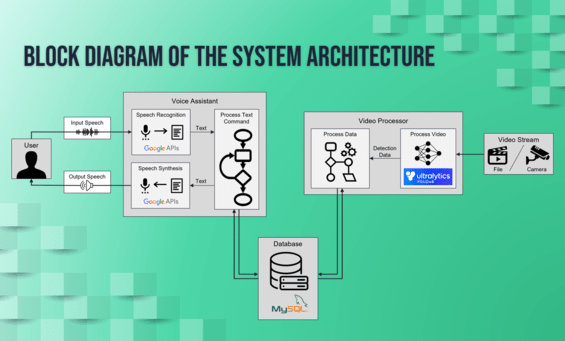 BLOCK DIAGRAM OF THE SYSTEM ARCHITECTURE
Voice Assistant
Input Speech
Speech Recognition
Google APIs
Text
Process Text
Command
User
Output Speech
Speech Synthesis
Google APIs
Text
Video Processor
Process Data
Detection
Data
Process Video
ultralytics
Video Stream
File
Camera
Database
MySQL